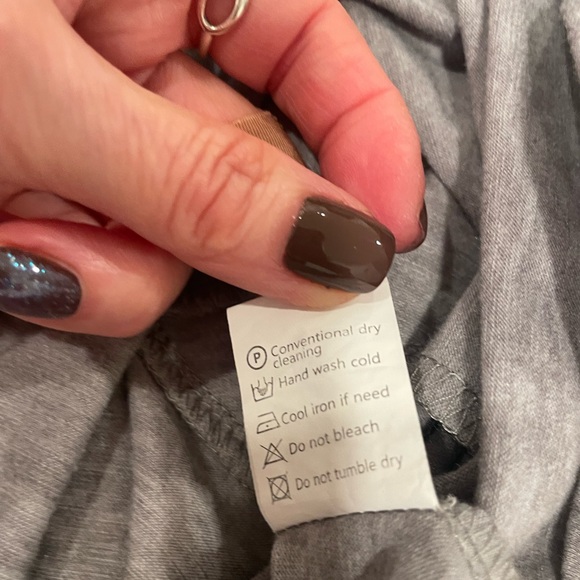 P Conventional dry
cleaning
Hand wash cold
Cool iron if need
Do not bleach
Do not tumble dry